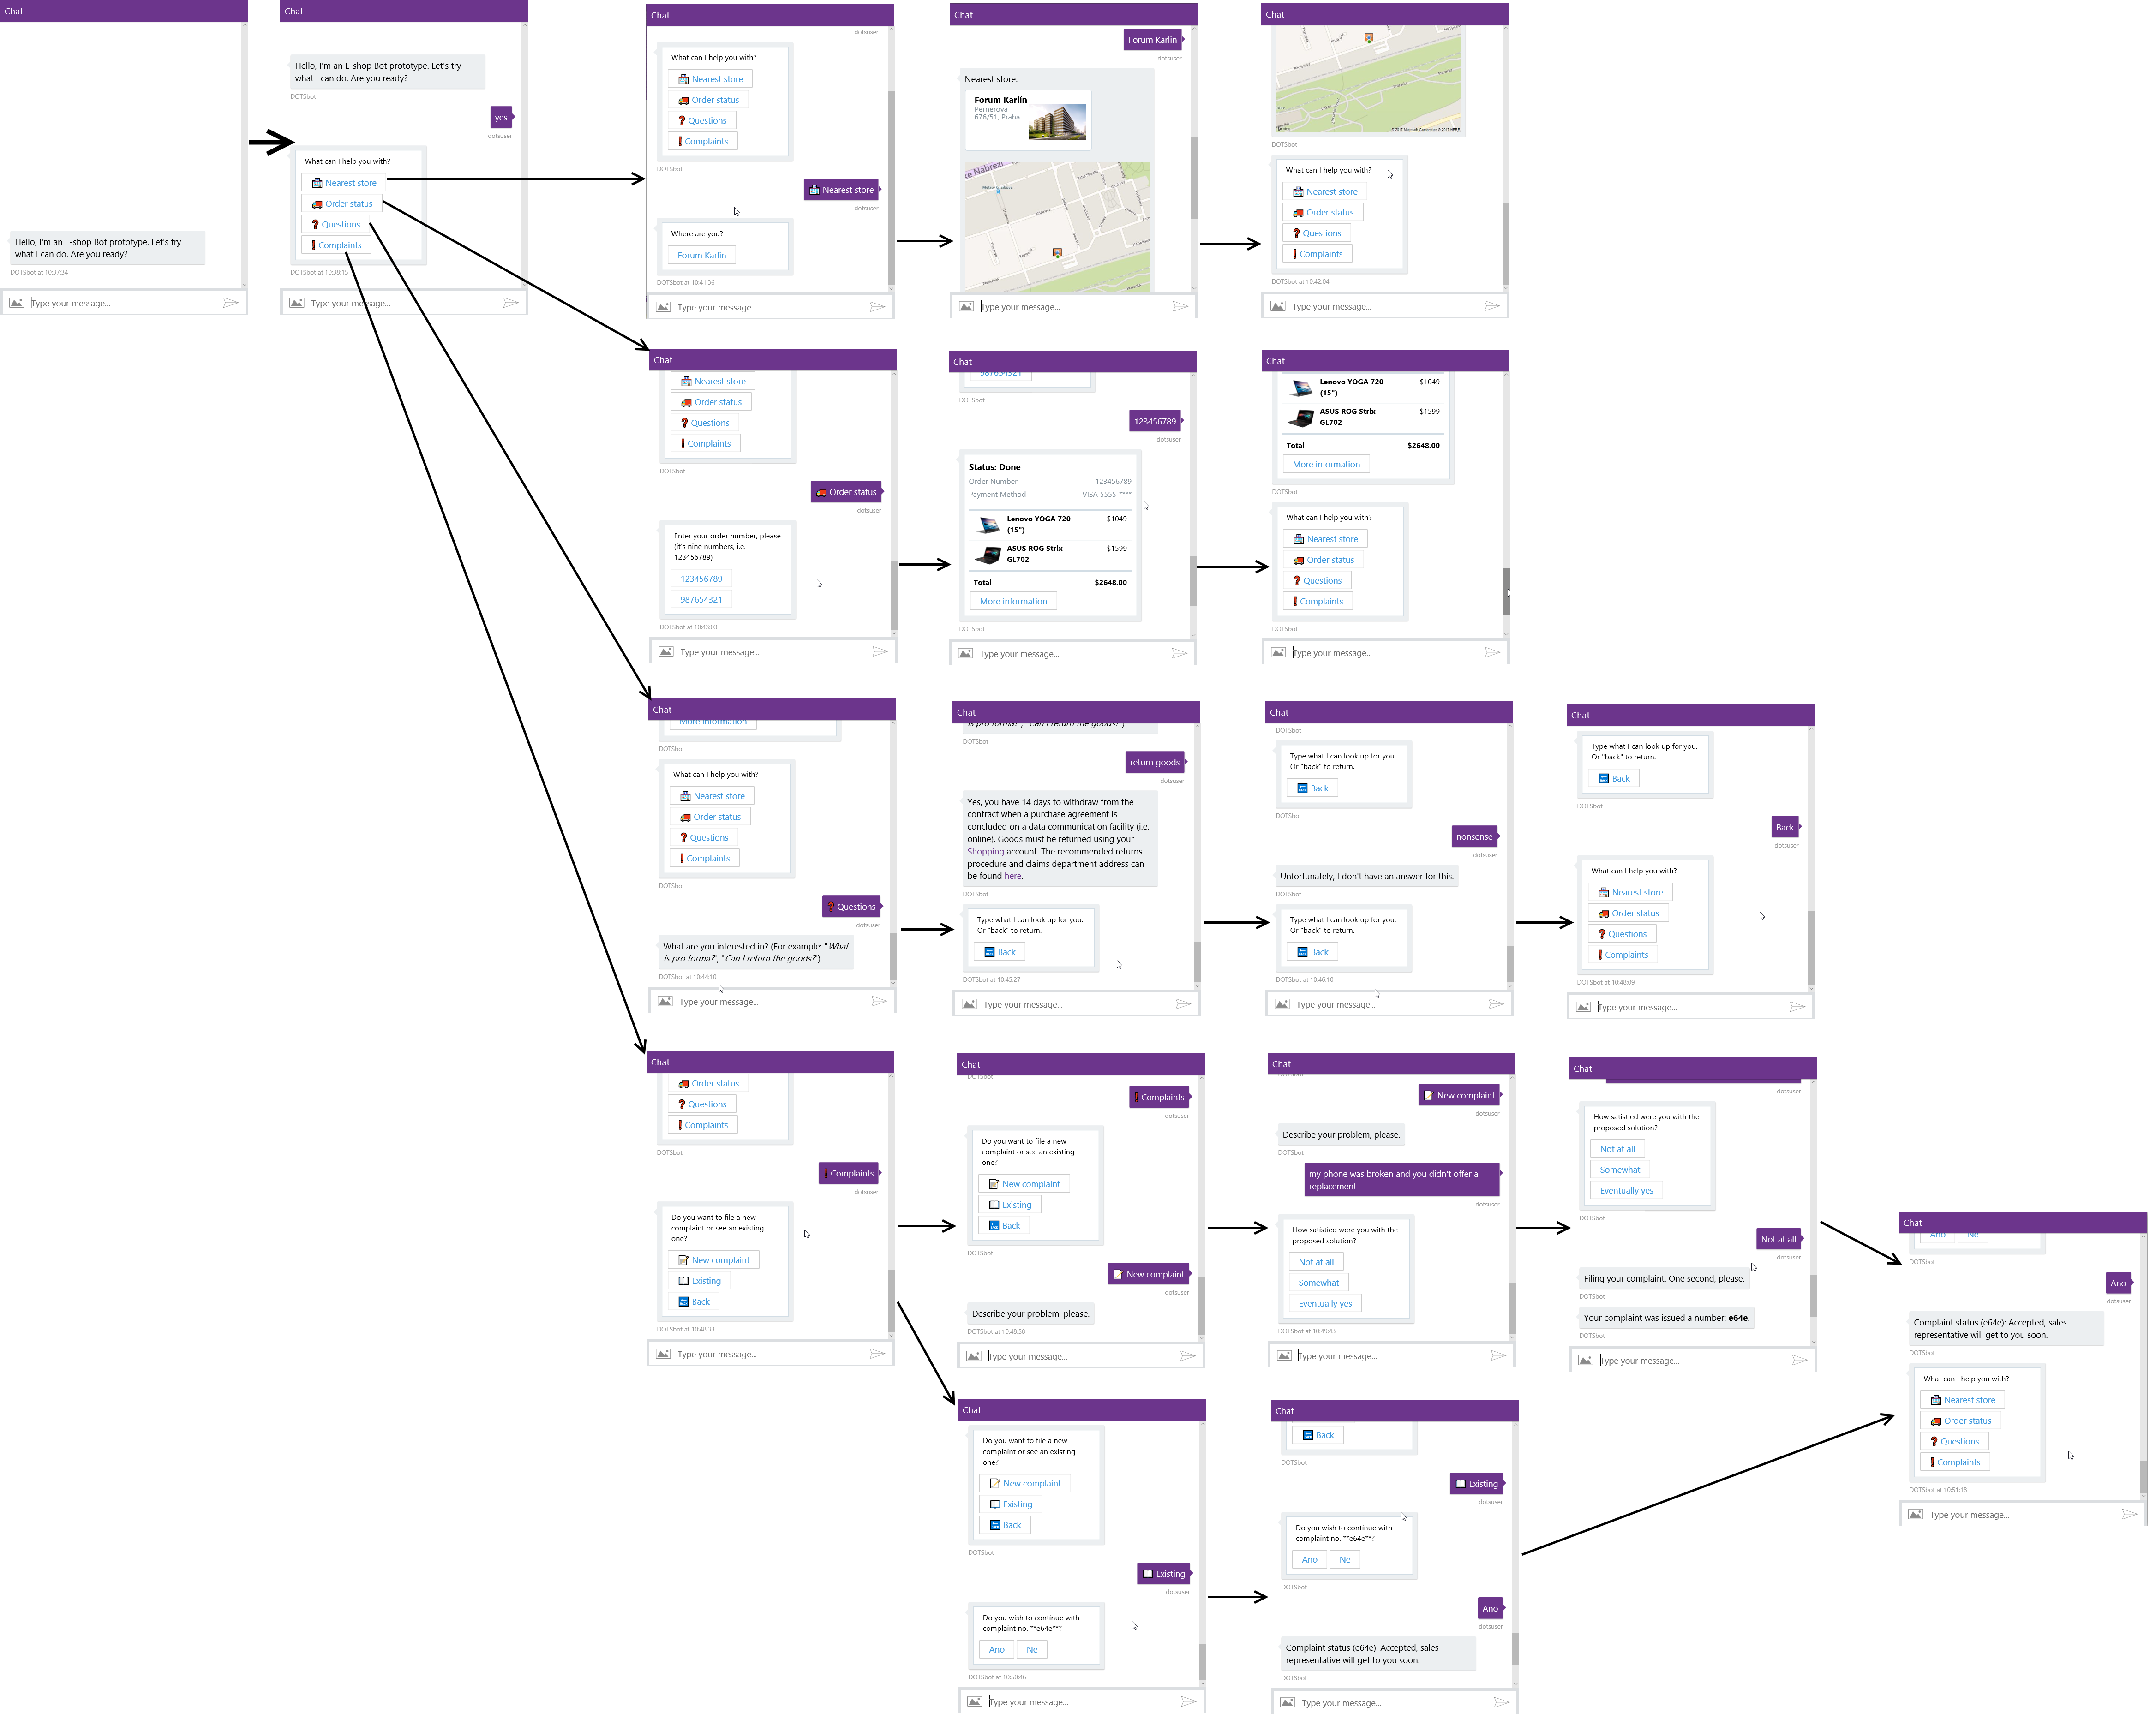 Chat
Hello, I'm an E-shop Bot prototype. Let's try
what I can do. Are you ready?
DOTSbot at 10:37:34
Type your message...
Chat
Hello, I'm an E-shop Bot prototype. Let's try
what I can do. Are you ready?
DOTSbot
yes
dotsuser
What can I help you with?
Nearest store
Order status
Questions
Complaints
DOTSbot at 10:38:15
Type your message...
Chat
dotsuser
What can I help you with?
Nearest store
Order status
Questions
Complaints
DOTSbot
Nearest store
dotsuser
Where are you?
Forum Karlin
DOTSbot at 10:41:36
Type your message...
Chat
Forum Karlin
dotsuser
Nearest store:
Forum Karlín
Pernerova
676/51, Praha
Type your message...
Chat
© 2017 Microsoft Corporation © 2017 HERE
DOTSbot
What can I help you with?
Nearest store
Order status
Questions
Complaints
DOTSbot at 10:42:04
Type your message...
Chat
Nearest store
Order status
Questions
Complaints
DOTSbot
Order status
dotsuser
Enter your order number, please
(it's nine numbers, i.e.
123456789)
123456789
987654321
DOTSbot at 10:43:03
Type your message...
Chat
987654321
DOTSbot
123456789
dotsuser
Status: Done
Order Number 123456789
Payment Method VISA 5555-****
Lenovo YOGA 720 $1049
(15")
ASUS ROG Strix $1599
GL702
Total $2648.00
More information
DOTSbot
Type your message...
Chat
Lenovo YOGA 720 $1049
(15")
ASUS ROG Strix $1599
GL702
Total $2648.00
More information
DOTSbot
What can I help you with?
Nearest store
Order status
Questions
Complaints
DOTSbot
Type your message...
Chat
More information
DOTSbot
What can I help you with?
Nearest store
Order status
Questions
Complaints
DOTSbot
Questions
dotsuser
What are you interested in? (For example: "What
is pro forma?", "Can I return the goods?")
DOTSbot at 10:44:10
Type your message...
Chat
is pro forma?", "Can I return the goods?")
DOTSbot
return goods
dotsuser
Yes, you have 14 days to withdraw from the
contract when a purchase agreement is
concluded on a data communication facility (i.e.
online). Goods must be returned using your
Shopping account. The recommended returns
procedure and claims department address can
be found here.
DOTSbot
Type what I can look up for you.
Or "back" to return.
Back
DOTSbot at 10:45:27
Type your message...
Chat
DOTSbot
Type what I can look up for you.
Or "back" to return.
Back
DOTSbot
nonsense
dotsuser
Unfortunately, I don't have an answer for this.
DOTSbot
Type what I can look up for you.
Or "back" to return.
Back
DOTSbot at 10:46:10
Type your message...
Chat
Type what I can look up for you.
Or "back" to return.
Back
DOTSbot
Back
dotsuser
What can I help you with?
Nearest store
Order status
Questions
Complaints
DOTSbot at 10:48:09
Type your message...
Chat
Order status
Questions
Complaints
DOTSbot
Complaints
dotsuser
Do you want to file a new
complaint or see an existing
one?
New complaint
Existing
Back
DOTSbot at 10:48:33
Type your message...
Chat
DOTSbot
Complaints
dotsuser
Do you want to file a new
complaint or see an existing
one?
New complaint
Existing
Back
DOTSbot
New complaint
dotsuser
Describe your problem, please.
DOTSbot at 10:48:58
Type your message...
Chat
New complaint
dotsuser
Describe your problem, please.
DOTSbot
my phone was broken and you didn't offer a
replacement
dotsuser
How satistied were you with the
proposed solution?
Not at all
Somewhat
Eventually yes
DOTSbot at 10:49:43
Type your message...
Chat
dotsuser
How satistied were you with the
proposed solution?
Not at all
Somewhat
Eventually yes
DOTSbot
Not at all
dotsuser
Filing your complaint. One second, please.
DOTSbot
Your complaint was issued a number: e64e.
DOTSbot
Type your message...
Chat
Ano Ne
DOTSbot
Ano
dotsuser
Complaint status (e64e): Accepted, sales
representative will get to you soon.
DOTSbot
What can I help you with?
Nearest store
Order status
Questions
Complaints
DOTSbot at 10:51:18
Type your message...
Chat
Do you want to file a new
complaint or see an existing
one?
New complaint
Existing
Back
DOTSbot
Existing
dotsuser
Do you wish to continue with
complaint no. **e64e**?
Ano Ne
DOTSbot at 10:50:46
Type your message...
Chat
Back
DOTSbot
Existing
dotsuser
Do you wish to continue with
complaint no. **e64e**?
Ano Ne
DOTSbot
Ano
dotsuser
Complaint status (e64e): Accepted, sales
representative will get to you soon.
DOTSbot
Type your message...